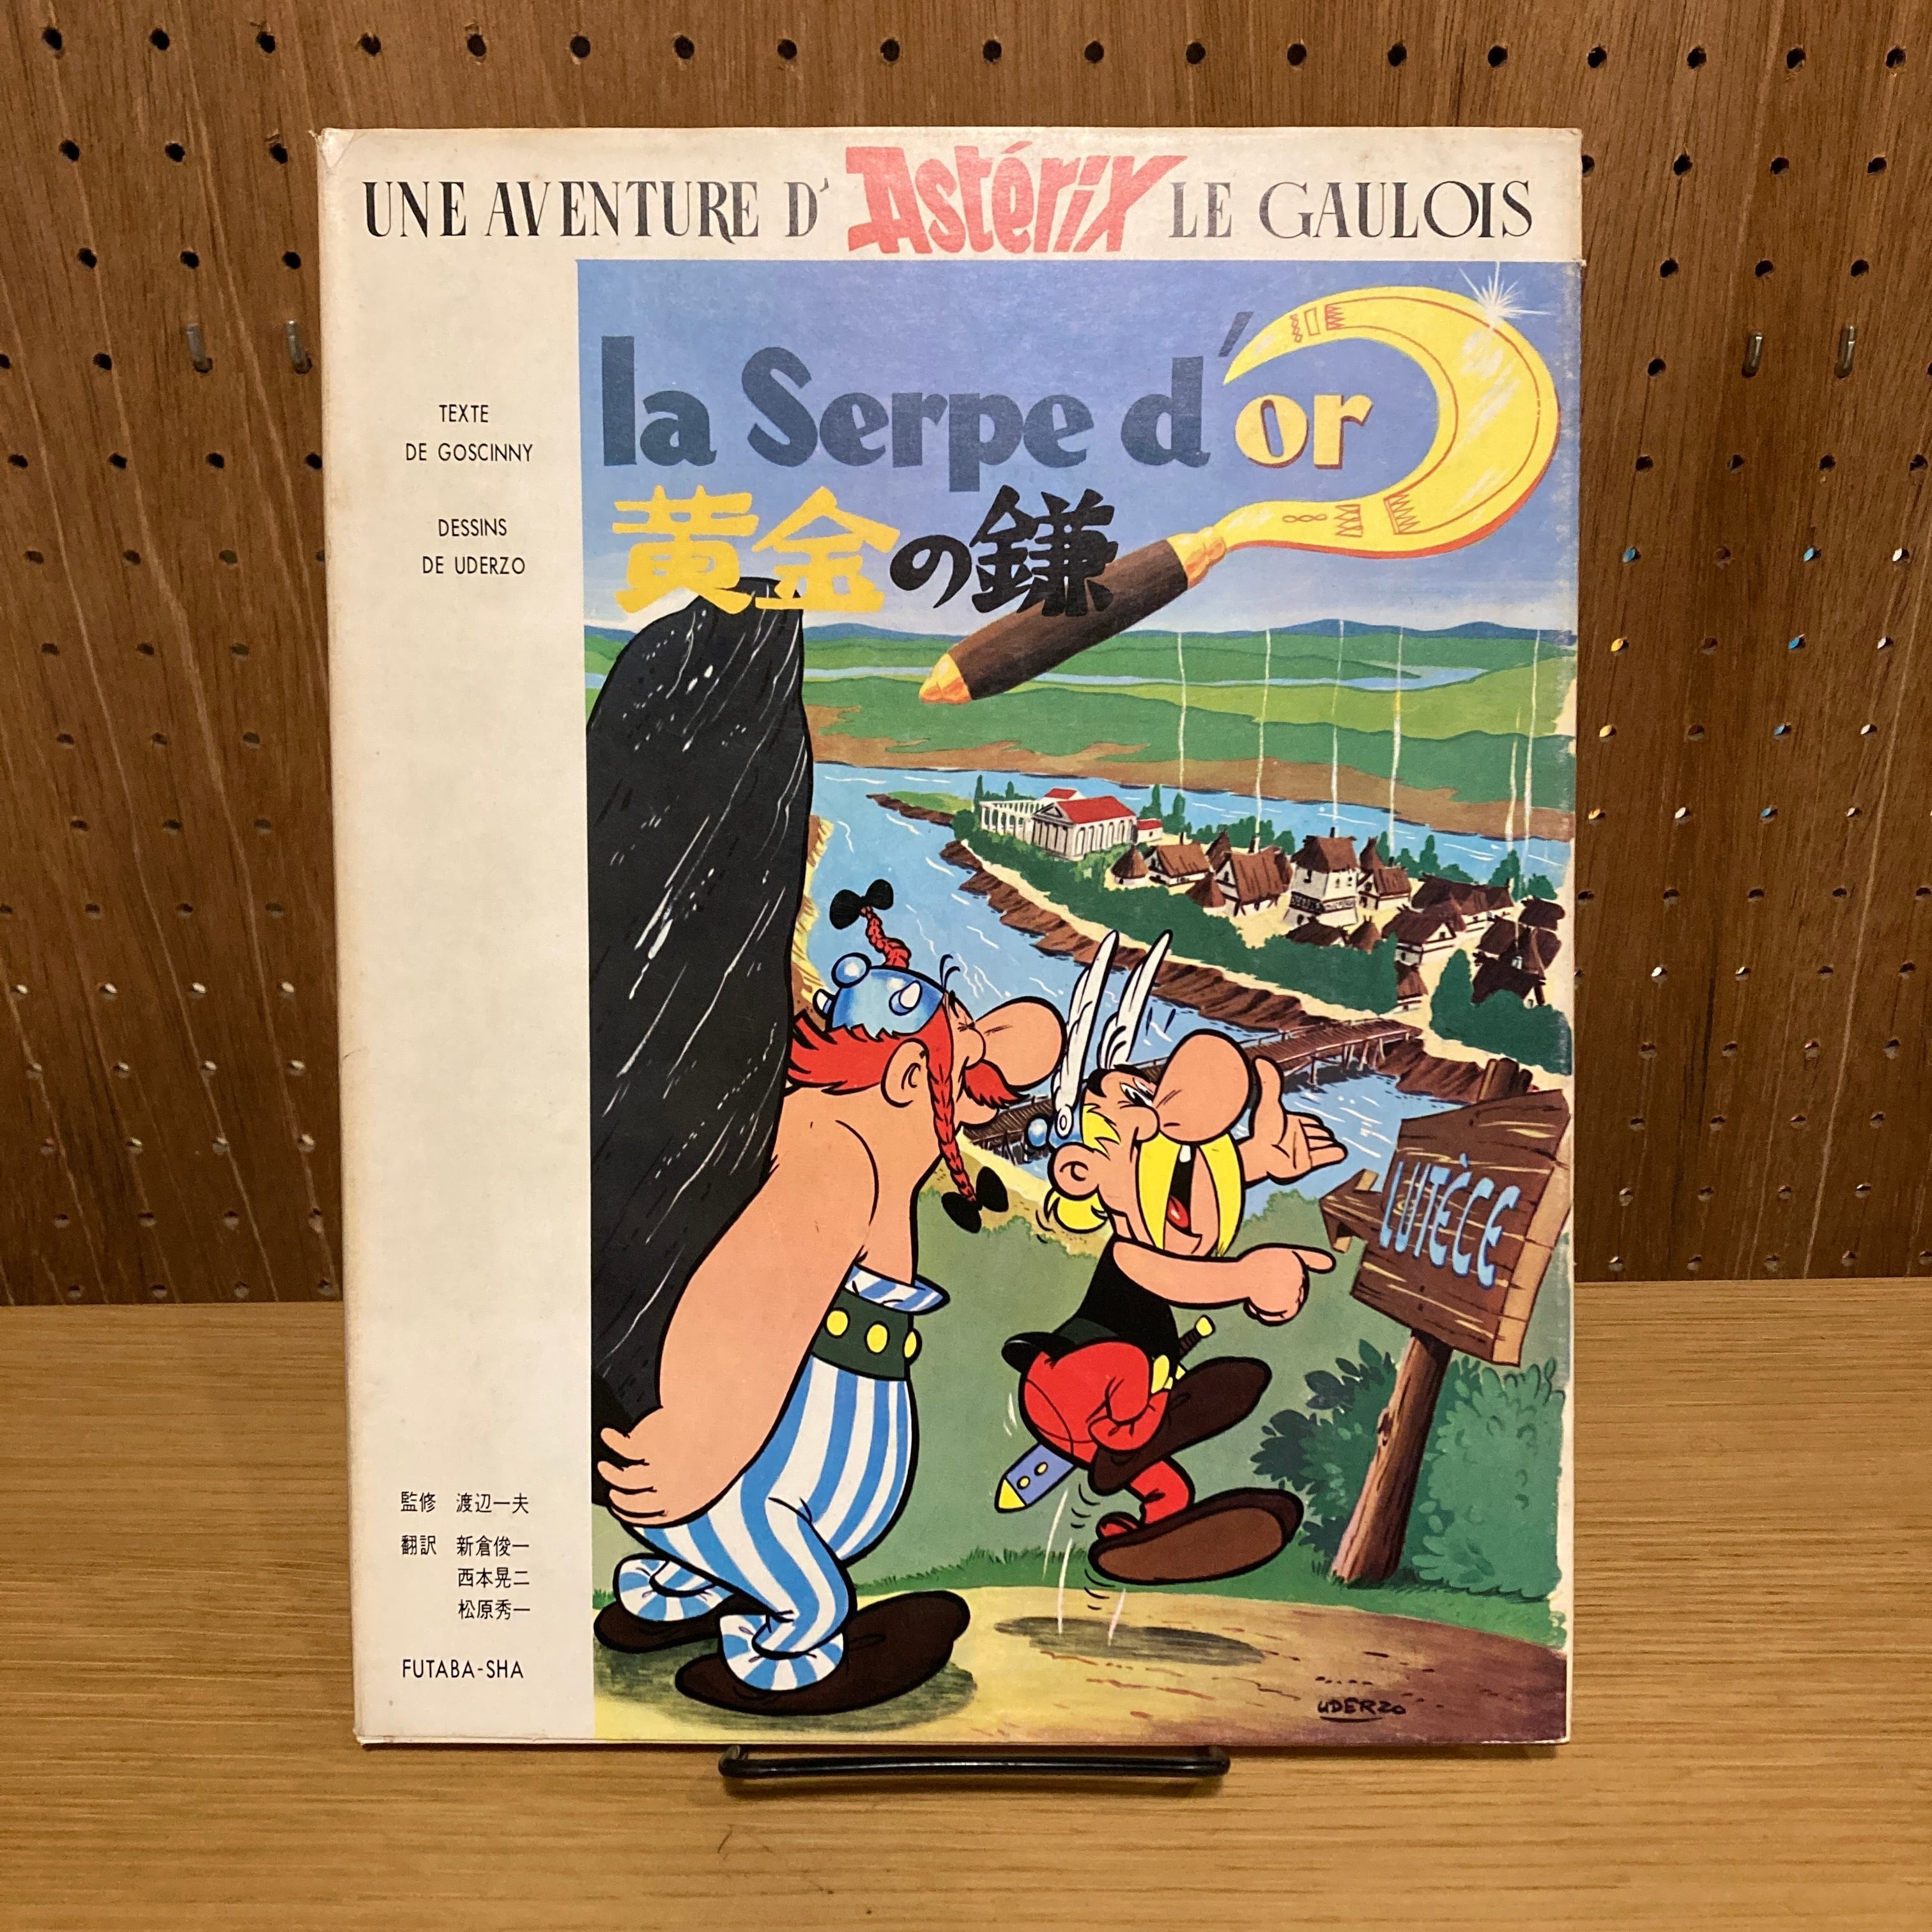 UNE AVENTURE D'Astérix LE GAULOIS
TEXTE
DE GOSCINNY
DESSINS
DE UDERZO
la Serpe d'or
黄金の鎌
LUTÈCE
監修 渡辺一夫
翻訳 新倉俊一
西本晃二
松原秀一
FUTABA-SHA
UDERZO